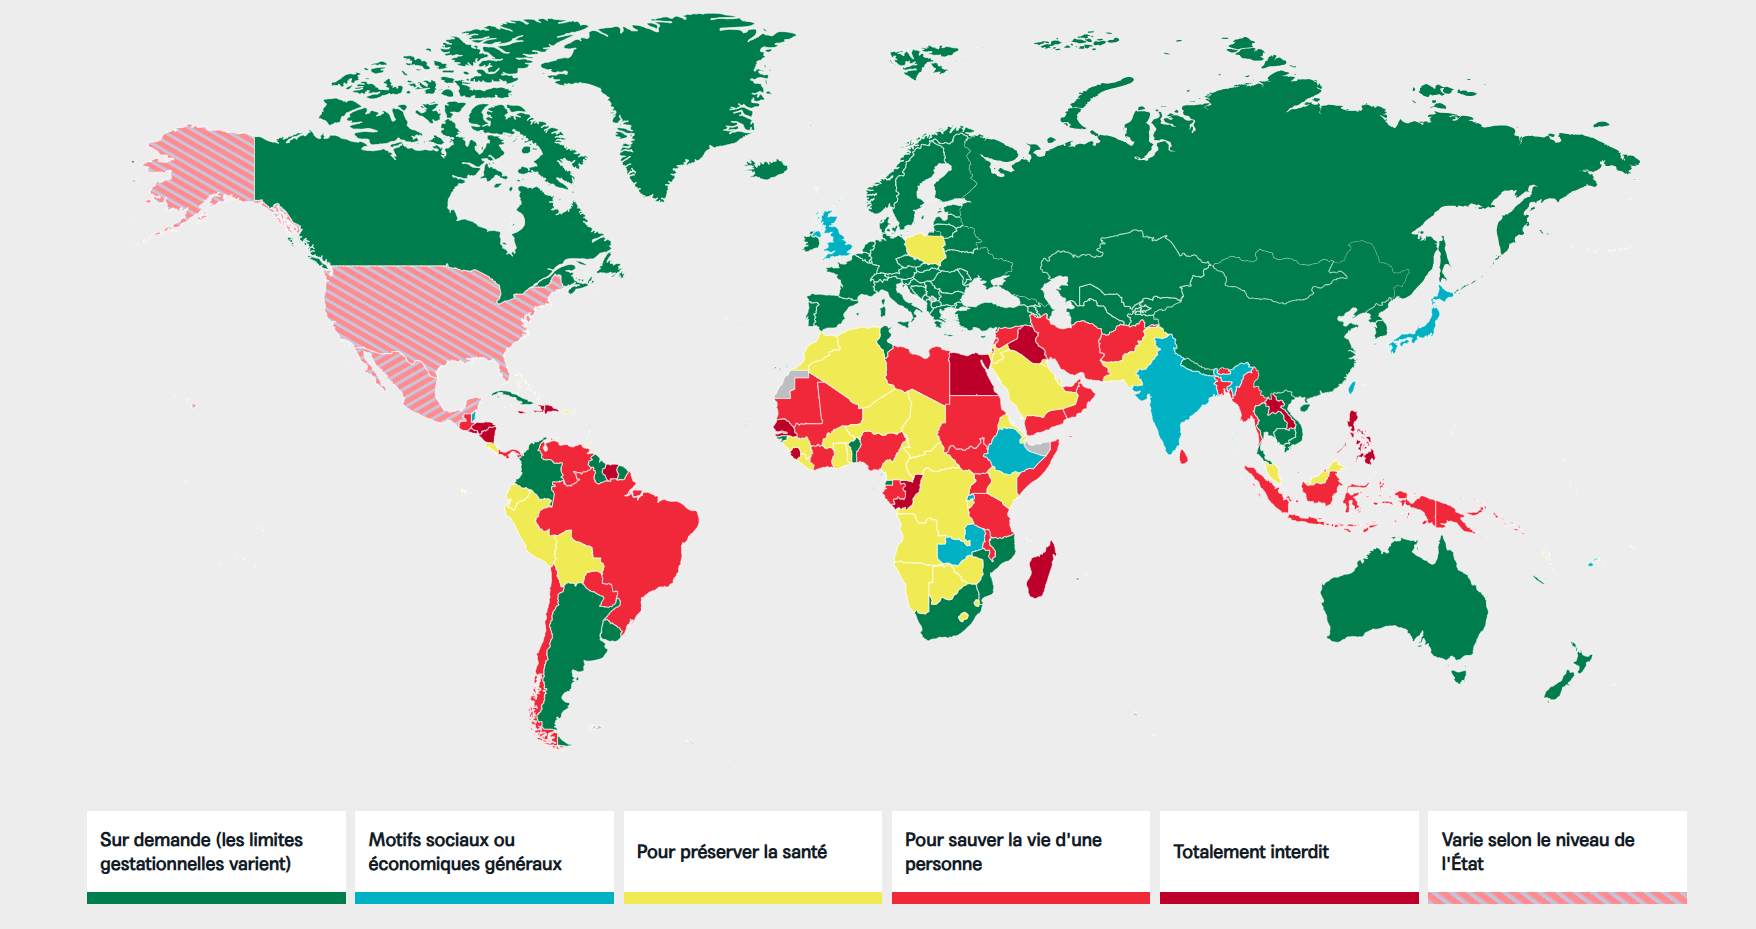 Sur demande (les limites
gestationnelles varient)
Motifs sociaux ou
économiques généraux
Pour préserver la santé
Pour sauver la vie d'une
personne
Totalement interdit
Varie selon le niveau de
l'État